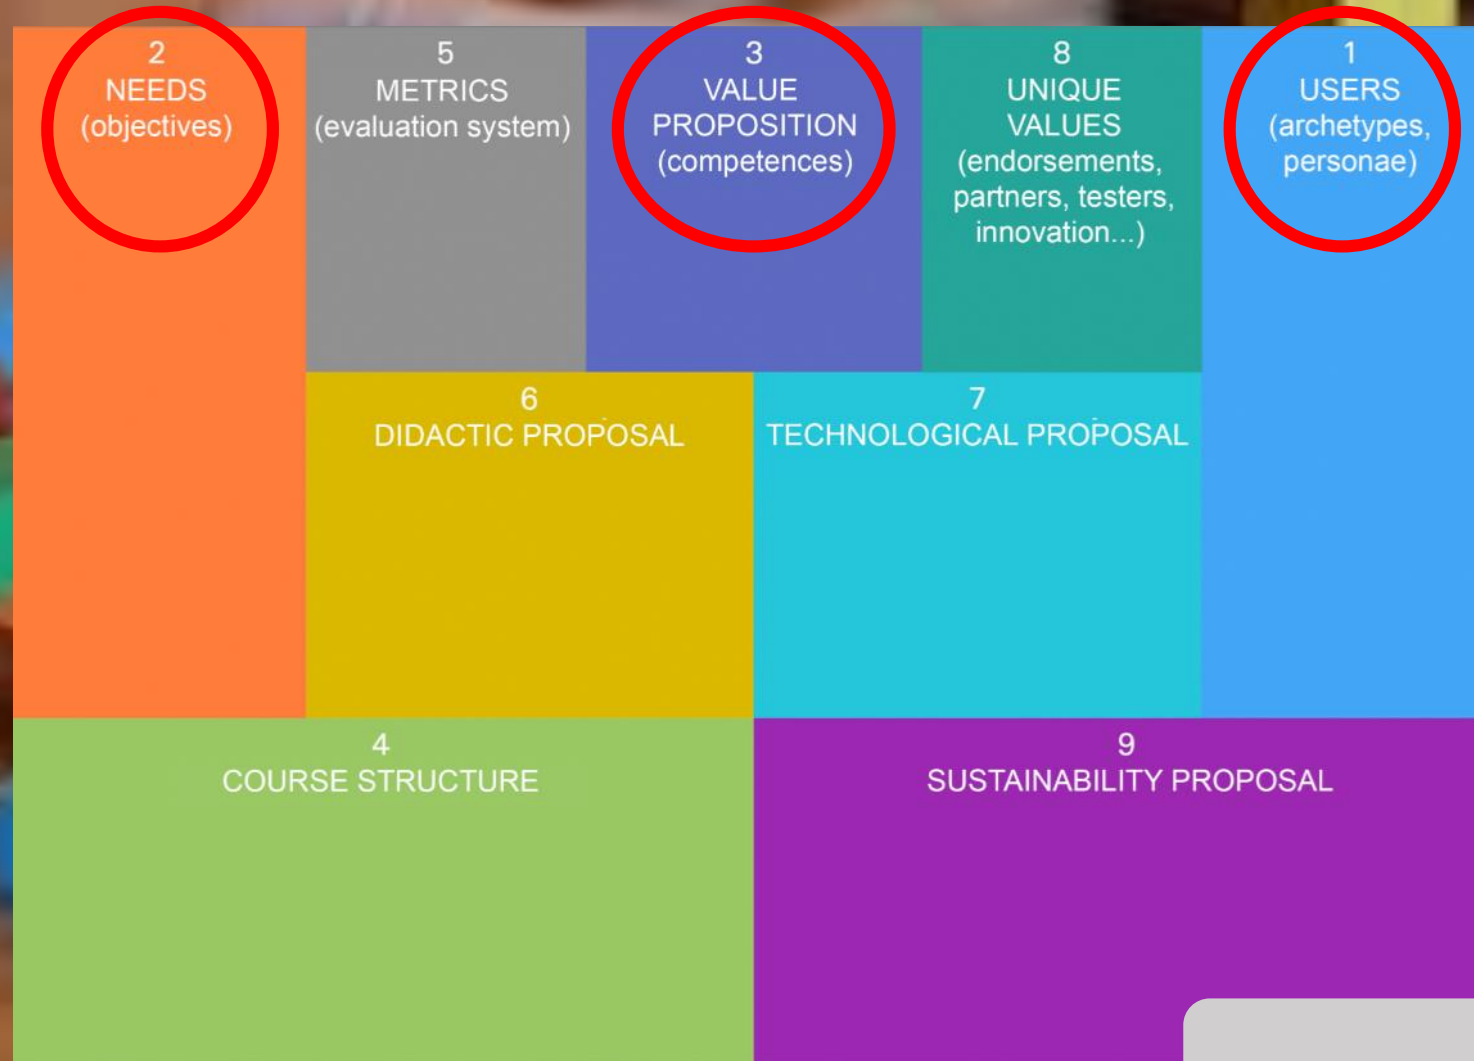 2
NEEDS
(objectives)
5
METRICS
(evaluation system)
3
VALUE
PROPOSITION
(competences)
8
UNIQUE
VALUES
(endorsements,
partners, testers,
innovation...)
1
USERS
(archetypes,
personae)
6
DIDACTIC PROPOSAL
7
TECHNOLOGICAL PROPOSAL
4
COURSE STRUCTURE
9
SUSTAINABILITY PROPOSAL